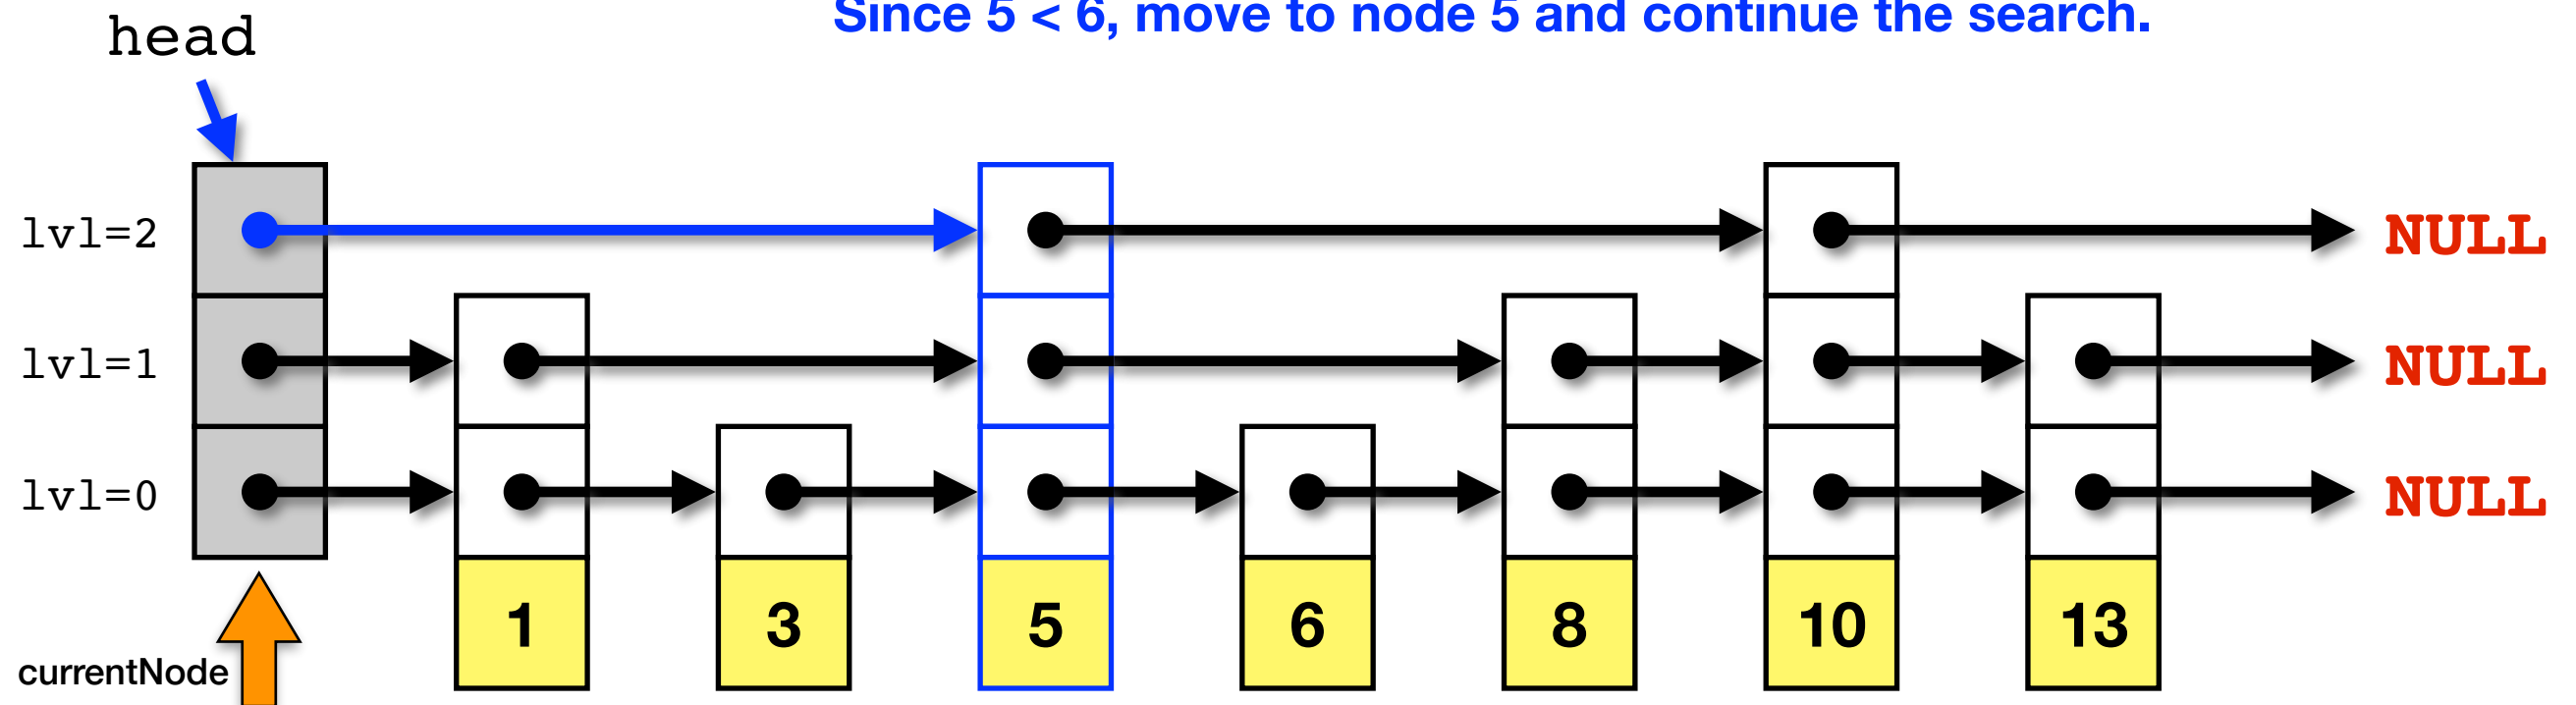 Since 5 < 6, move to node 5 and continue the search.
head
lvl=2 NULL
lvl=1 NULL
lvl=0 NULL
1 3 5 6 8 10 13
currentNode